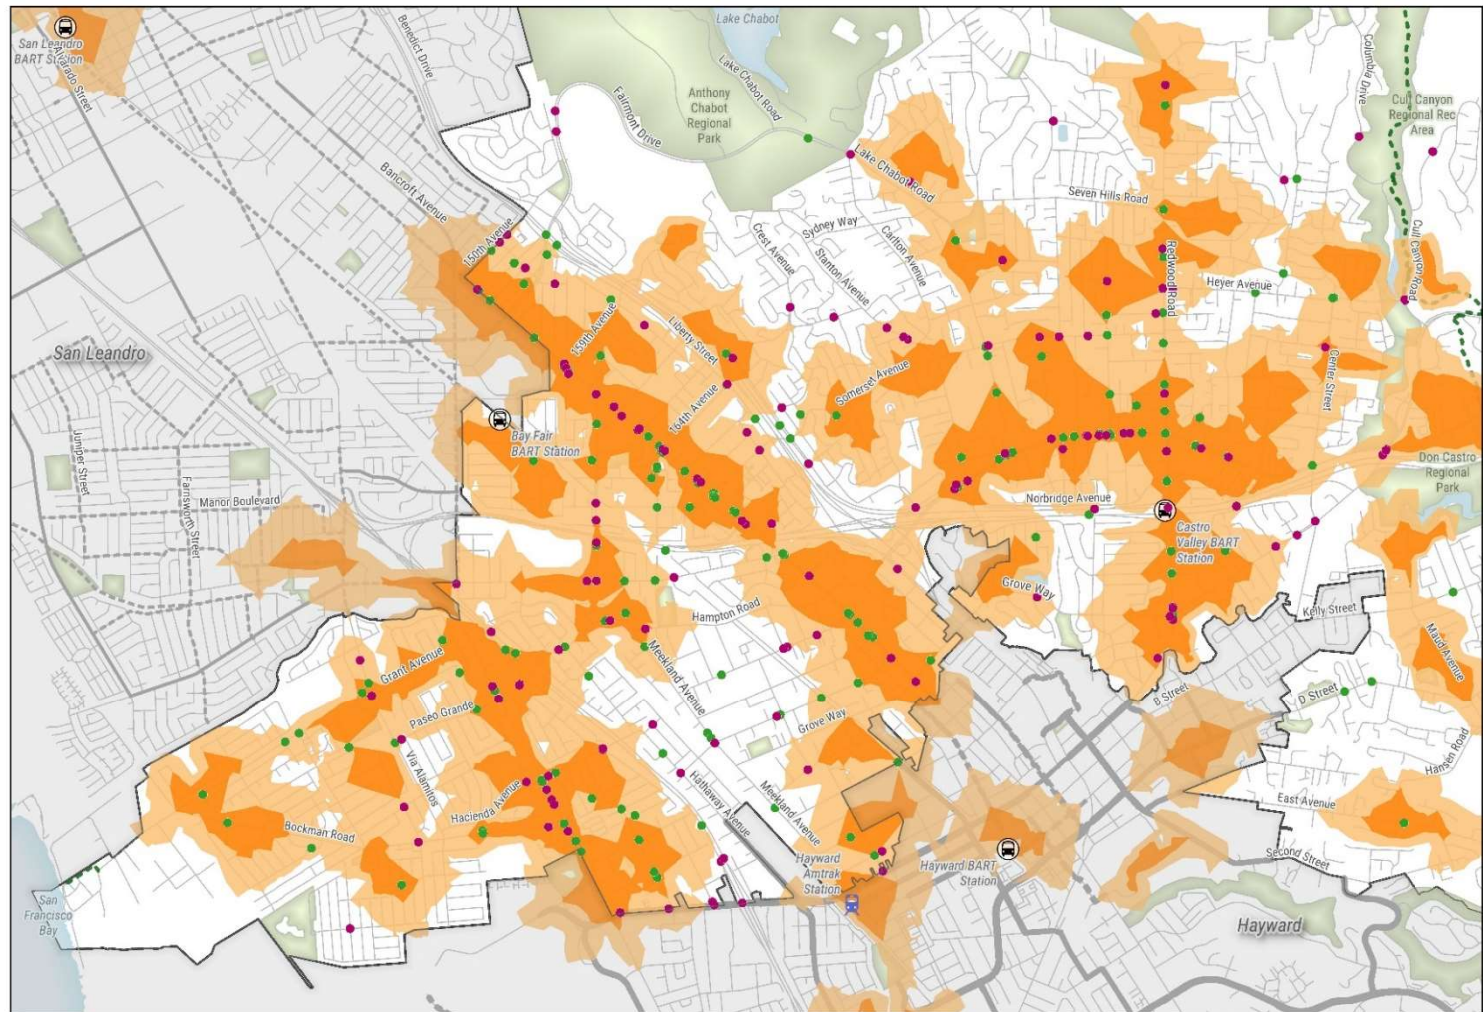 San Leandro
BART Station
Alvarado Street
Benedict Drive
Lake Chabot
Lake Chabot Road
Fairmont Drive
Anthony
Chabot
Regional
Park
Columbia Drive
Cull Canyon
Regional Rec
Area
Bancroft Avenue
Lake Chabot Road
Seven Hills Road
150th Avenue
Sydney Way
Crest Avenue
Stanton Avenue
Carlton Avenue
Redwood Road
Heyer Avenue
Cull Canyon Road
San Leandro
159th Avenue
Liberty Street
Somerset Avenue
Center Street
164th Avenue
Bay Fair
BART Station
Juniper Street
Farnsworth Street
Manor Boulevard
Norbridge Avenue
Don Castro
Regional
Park
Castro
Valley BART
Station
Grove Way
Kelly Street
Hampton Road
Grant Avenue
Meekland Avenue
Maud Avenue
B Street
D Street
Paseo Grande
Grove Way
Via Alamitos
Hansen Road
Hacienda Avenue
Hathaway Avenue
Meekland Avenue
East Avenue
Bockman Road
Second Street
Hayward
Amtrak
Station
Hayward BART
Station
San
Francisco
Bay
Hayward